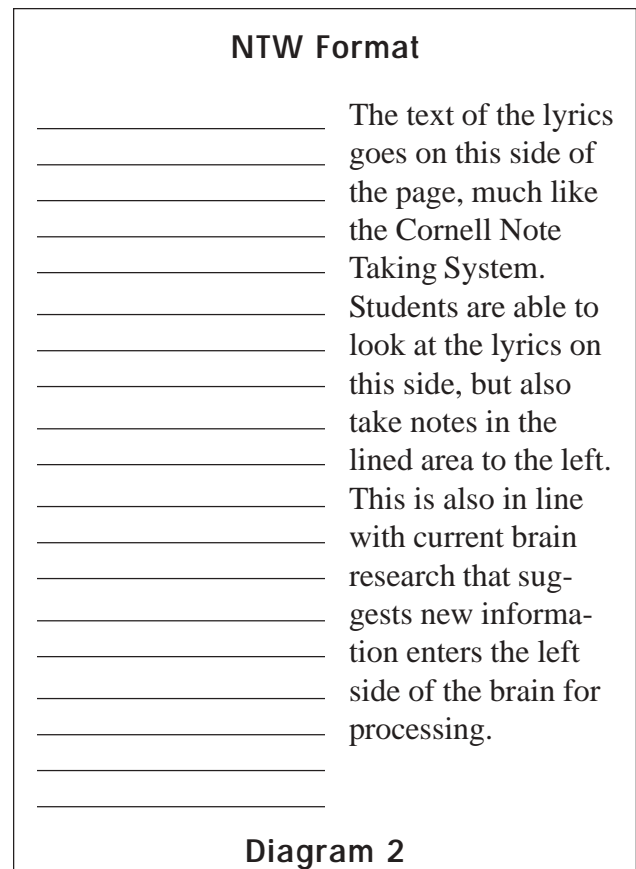 NTW Format
The text of the lyrics
goes on this side of
the page, much like
the Cornell Note
Taking System.
Students are able to
look at the lyrics on
this side, but also
take notes in the
lined area to the left.
This is also in line
with current brain
research that sug-
gests new informa-
tion enters the left
side of the brain for
processing.
Diagram 2